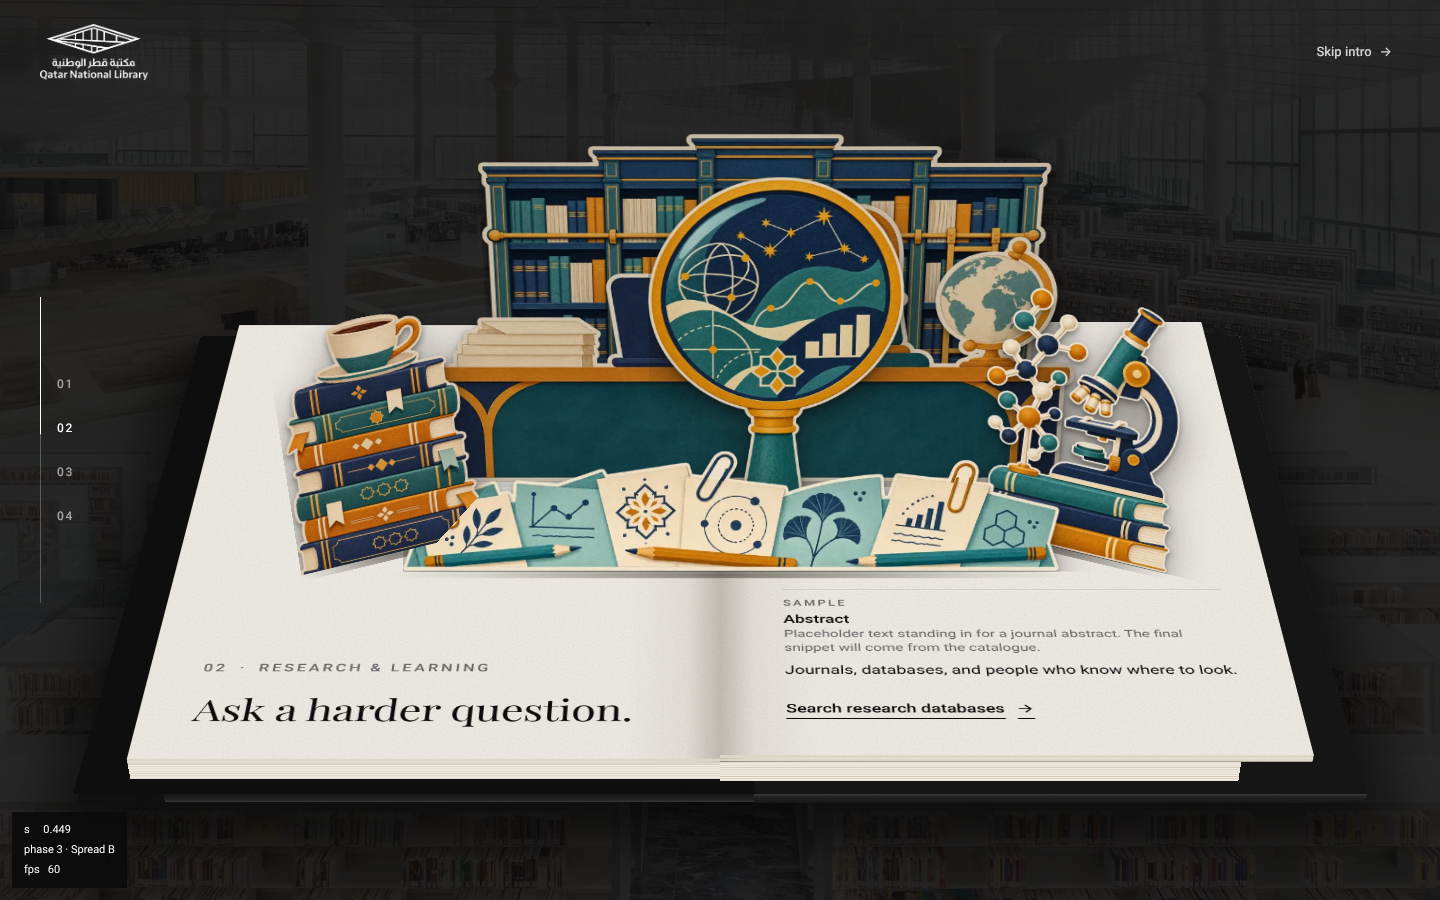 مكتبة قطر الوطنية
Qatar National Library
Skip intro →
01
02
03
04
SAMPLE
Abstract
Placeholder text standing in for a journal abstract. The final
snippet will come from the catalogue.
Journals, databases, and people who know where to look.
Search research databases →
02 · RESEARCH & LEARNING
Ask a harder question.
s 0.449
phase 3 · Spread B
fps 60